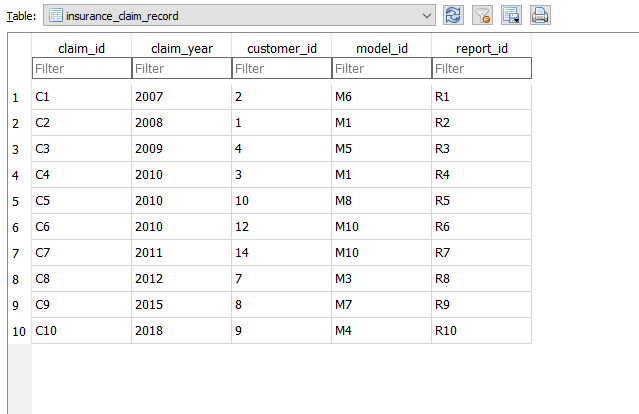 Table: insurance_claim_record
claim_id claim_year customer_id model_id report_id
Filter Filter Filter Filter Filter
1 C1 2007 2 M6 R1
2 C2 2008 1 M1 R2
3 C3 2009 4 M5 R3
4 C4 2010 3 M1 R4
5 C5 2010 10 M8 R5
6 C6 2010 12 M10 R6
7 C7 2011 14 M10 R7
8 C8 2012 7 M3 R8
9 C9 2015 8 M7 R9
10 C10 2018 9 M4 R10